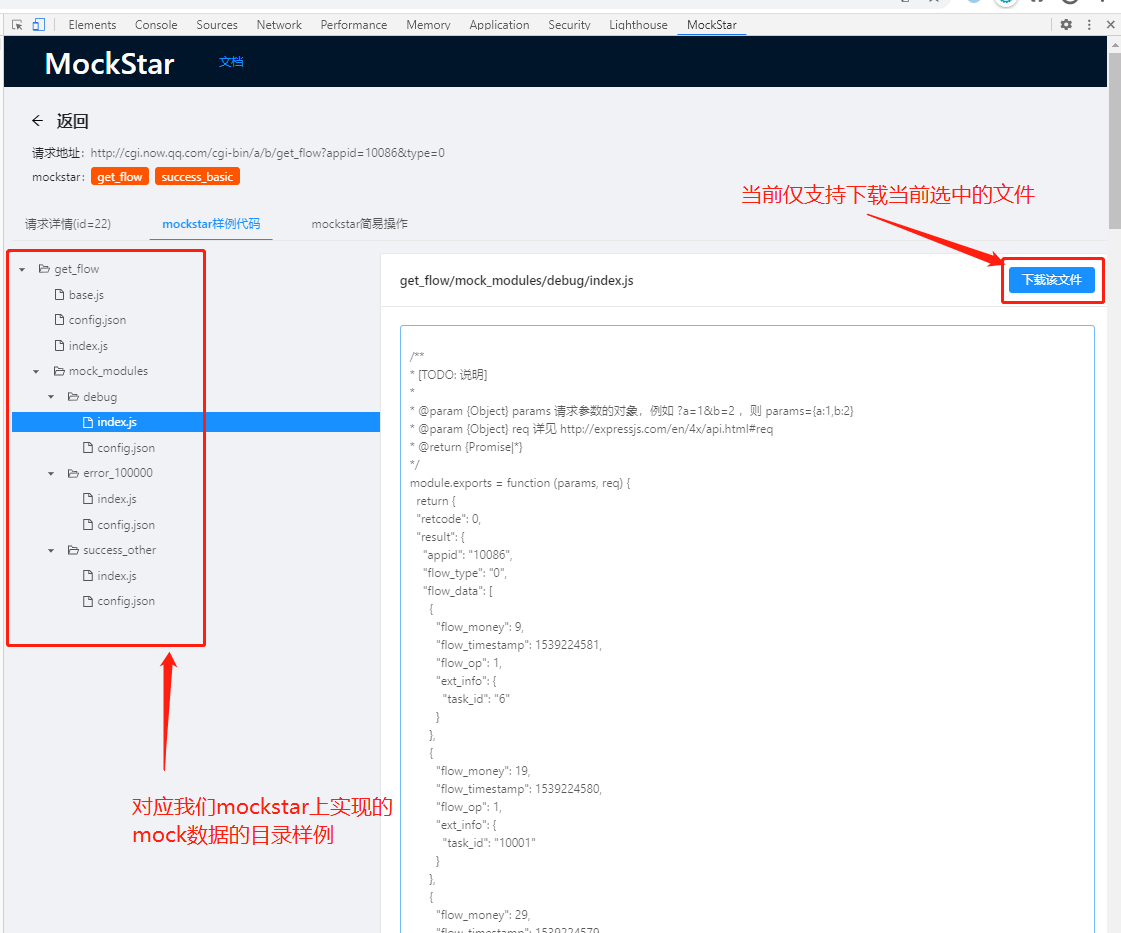 Elements Console Sources Network Performance Memory Application Security Lighthouse MockStar
MockStar 文档
返回
请求地址: http://cgi.now.qq.com/cgi-bin/a/b/get_flow?appid=10086&type=0
mockstar: get_flow success_basic
当前仅支持下载当前选中的文件
请求详情(id=22) mockstar样例代码 mockstar简易操作
get_flow
base.js
config.json
index.js
mock_modules
debug
index.js
config.json
error_100000
index.js
config.json
success_other
index.js
config.json
对应我们mockstar上实现的
mock数据的目录样例
get_flow/mock_modules/debug/index.js 下载该文件
/**
* [TODO: 说明]
*
* @param {Object} params 请求参数的对象，例如 ?a=1&b=2 ，则 params={a:1,b:2}
* @param {Object} req 详见 http://expressjs.com/en/4x/api.html#req
* @return {Promise|*}
*/
module.exports = function (params, req) {
return {
"retcode": 0,
"result": {
"appid": "10086",
"flow_type": "0",
"flow_data": [
{
"flow_money": 9,
"flow_timestamp": 1539224581,
"flow_op": 1,
"ext_info": {
"task_id": "6"
}
},
{
"flow_money": 19,
"flow_timestamp": 1539224580,
"flow_op": 1,
"ext_info": {
"task_id": "10001"
}
},
{
"flow_money": 29,
"flow_timestamp": 1539224579,